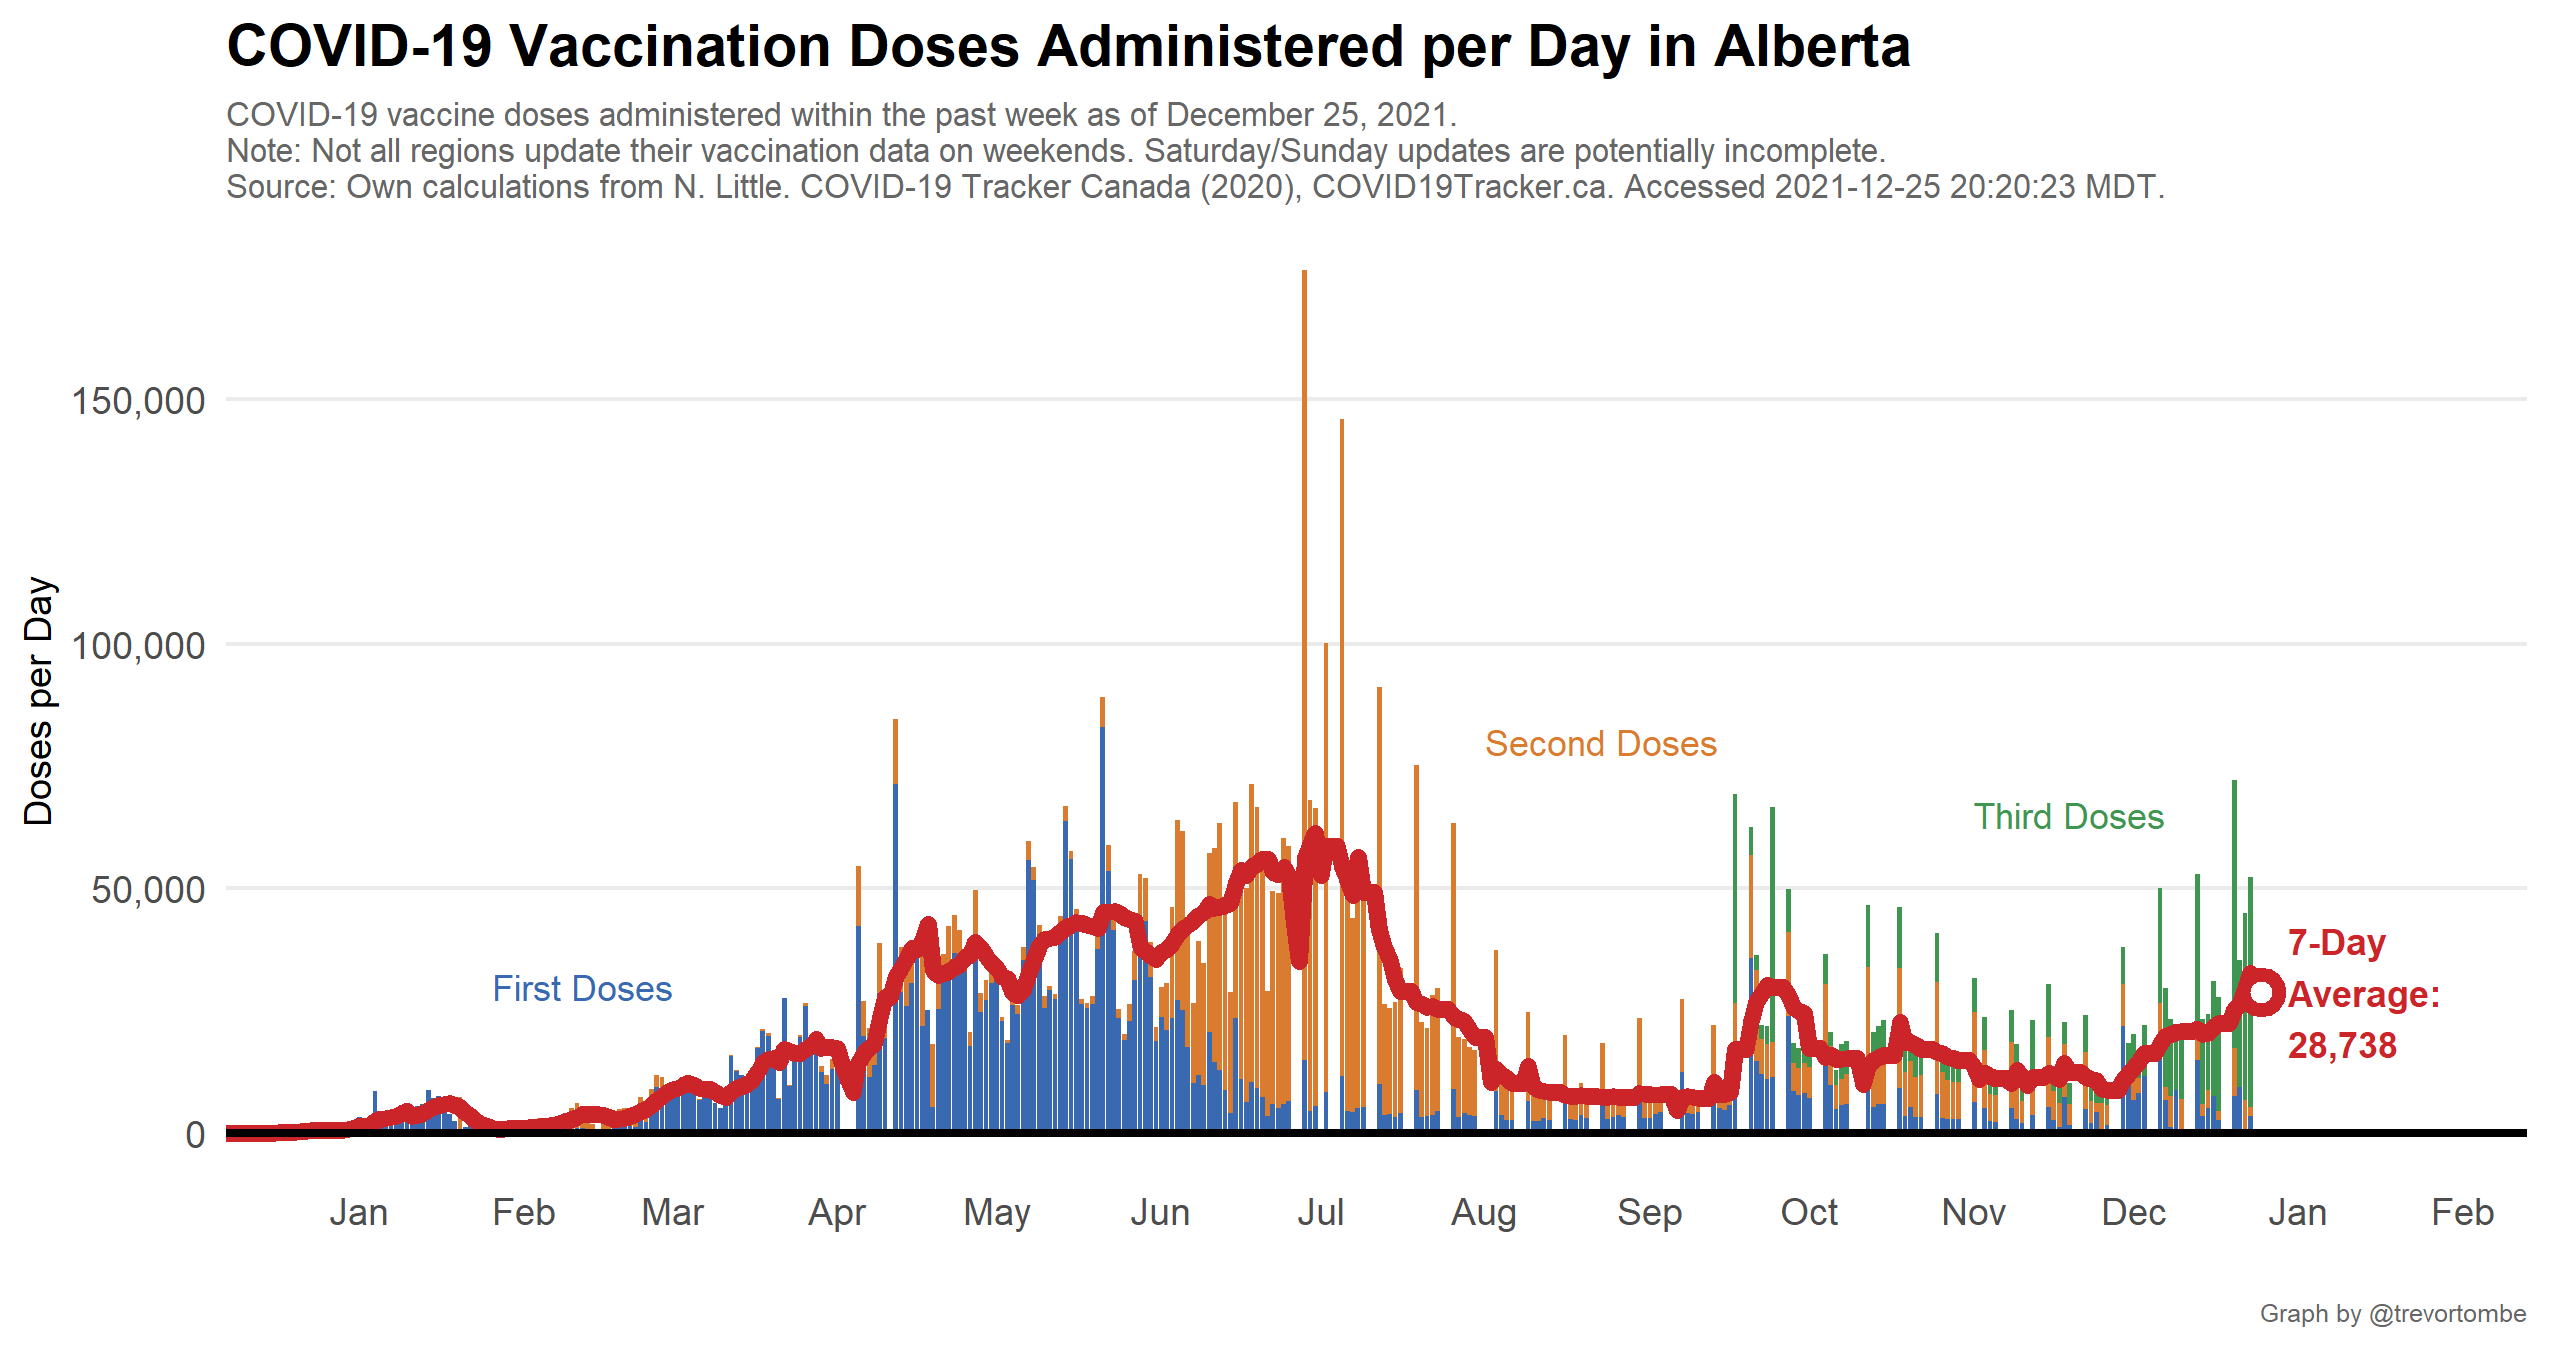 COVID-19 Vaccination Doses Administered per Day in Alberta
COVID-19 vaccine doses administered within the past week as of December 25, 2021.
Note: Not all regions update their vaccination data on weekends. Saturday/Sunday updates are potentially incomplete.
Source: Own calculations from N. Little. COVID-19 Tracker Canada (2020), COVID19Tracker.ca. Accessed 2021-12-25 20:20:23 MDT.
Doses per Day
150,000
100,000
50,000
0
First Doses
Second Doses
Third Doses
7-Day
Average:
28,738
Jan Feb Mar Apr May Jun Jul Aug Sep Oct Nov Dec Jan Feb
Graph by @trevortombe